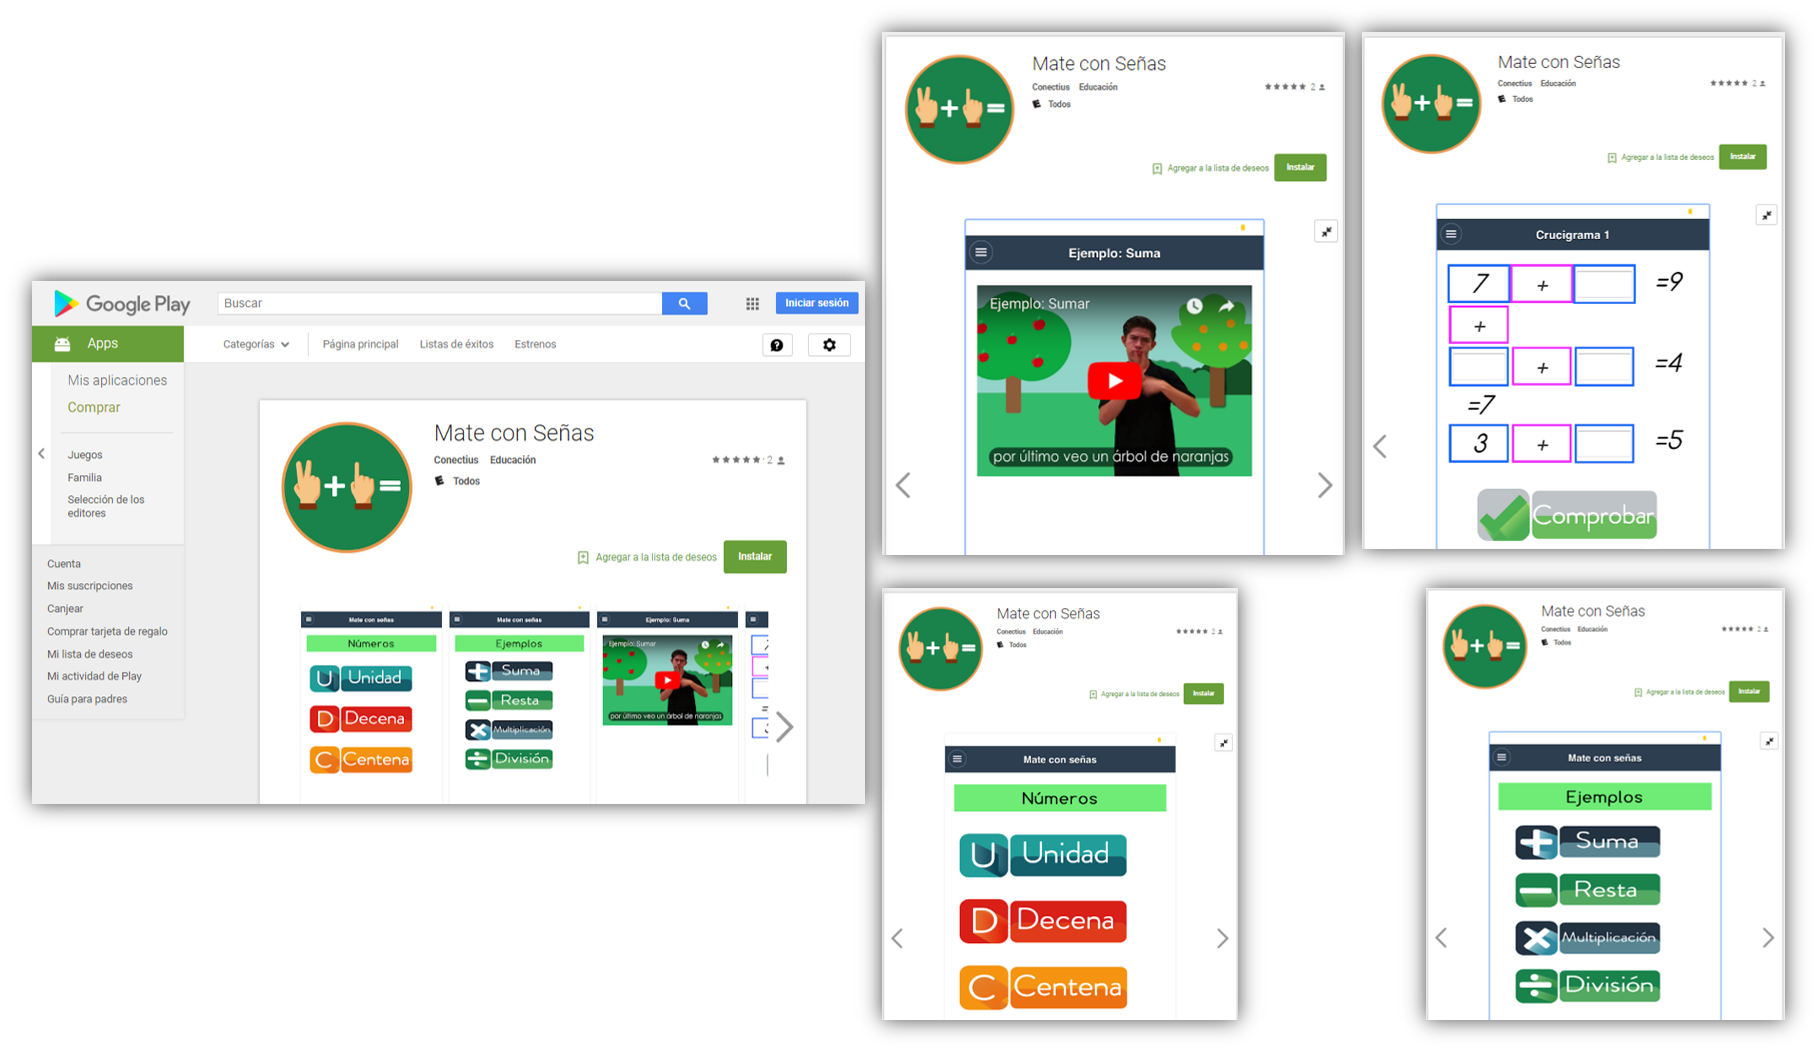 Google Play
Buscar
Iniciar sesión
Apps
Categorías
Página principal
Listas de éxitos
Estrenos
Mis aplicaciones
Comprar
Juegos
Familia
Selección de los
editores
Cuenta
Mis suscripciones
Canjear
Comprar tarjeta de regalo
Mi lista de deseos
Mi actividad de Play
Guía para padres
Mate con Señas
Conectius Educación
2
Todos
+ =
Agregar a la lista de deseos
Instalar
Mate con señas
Números
U Unidad
D Decena
C Centena
Mate con señas
Ejemplos
+ Suma
− Resta
× Multiplicación
÷ División
Ejemplo: Suma
Ejemplo: Sumar
por último veo un árbol de naranjas
Mate con Señas
Conectius Educación
2
Todos
+ =
Agregar a la lista de deseos
Instalar
Ejemplo: Suma
Ejemplo: Sumar
por último veo un árbol de naranjas
Mate con Señas
Conectius Educación
2
Todos
+ =
Agregar a la lista de deseos
Instalar
Crucigrama 1
7 + =9
+
+ =4
=7
3 + =5
Comprobar
Mate con Señas
Conectius Educación
2
Todos
+ =
Agregar a la lista de deseos
Instalar
Mate con señas
Números
U Unidad
D Decena
C Centena
Mate con Señas
Conectius Educación
2
Todos
+ =
Agregar a la lista de deseos
Instalar
Mate con señas
Ejemplos
+ Suma
− Resta
× Multiplicación
÷ División